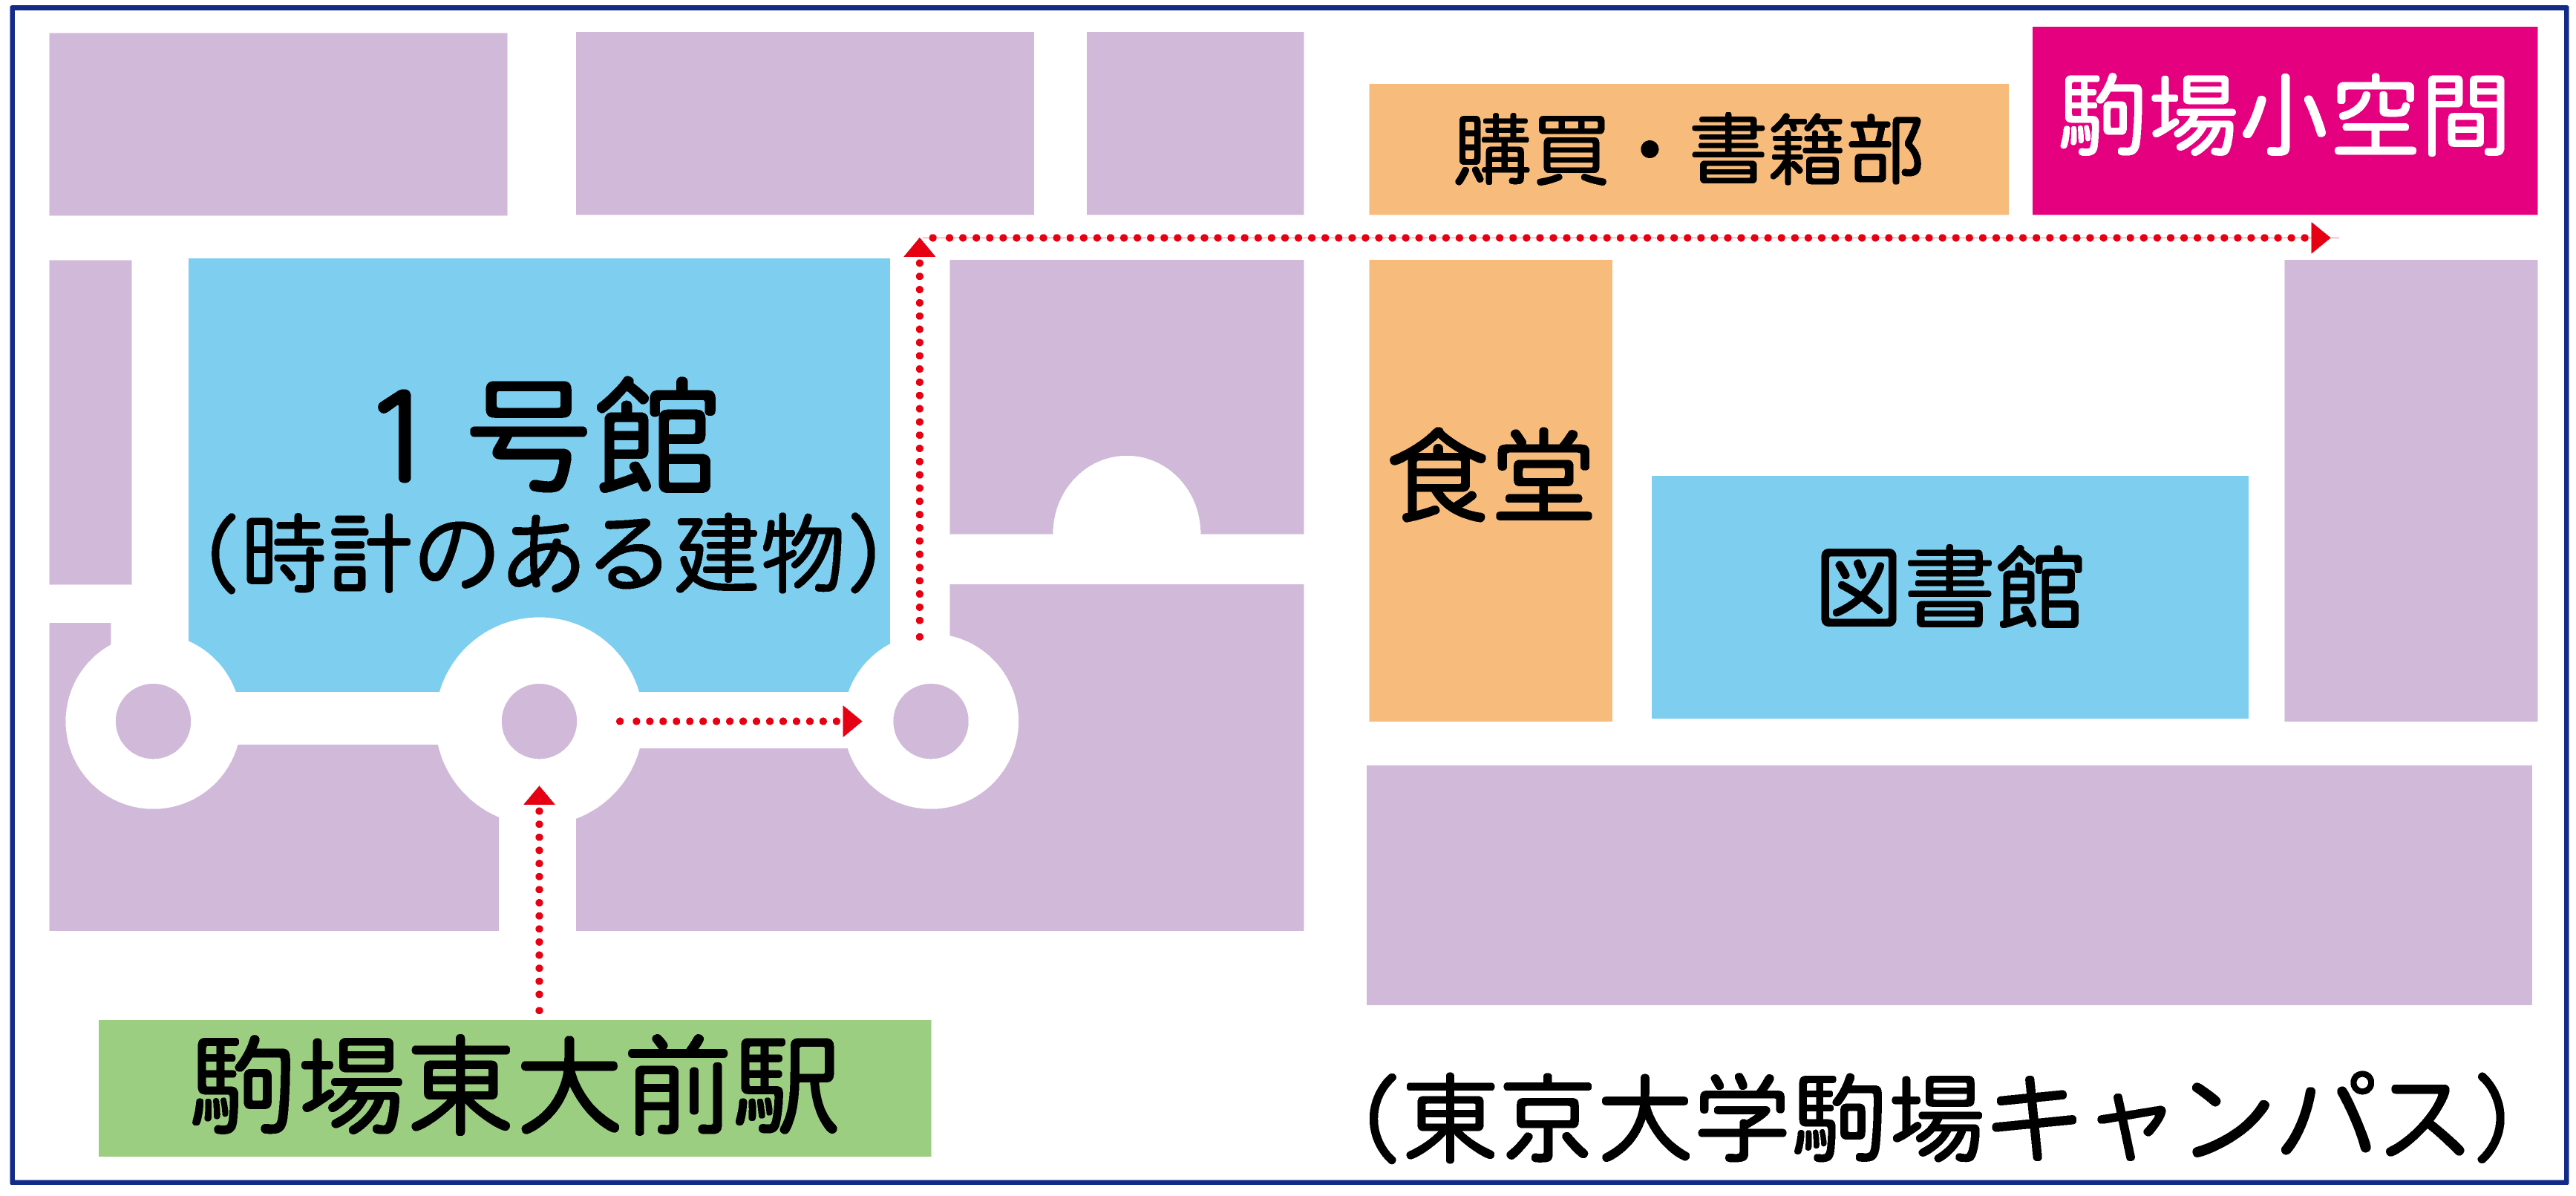 購買・書籍部
駒場小空間
1号館
(時計のある建物)
食堂
図書館
駒場東大前駅
(東京大学駒場キャンパス)